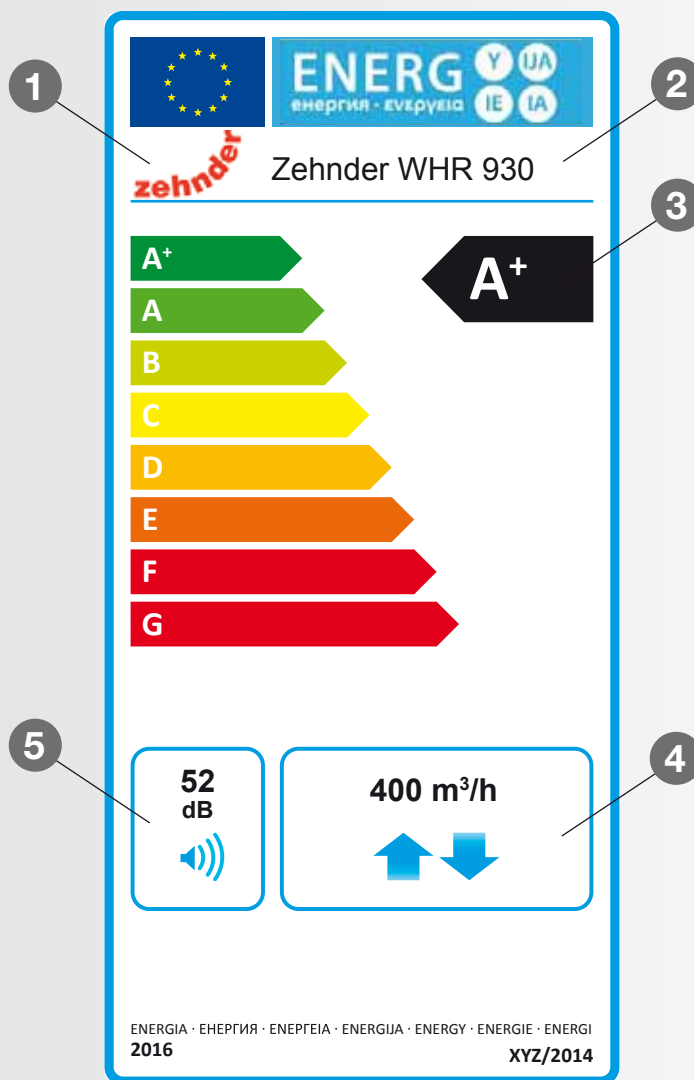 1
2
ENERG Y IJA
енергия · ενεργεια IE IA
zehnder
Zehnder WHR 930
3
A+
A+
A
B
C
D
E
F
G
5
4
52
dB
400 m³/h
ENERGIA · ЕНЕРГИЯ · ΕΝΕΡΓΕΙΑ · ENERGIJA · ENERGY · ENERGIE · ENERGI
2016
XYZ/2014